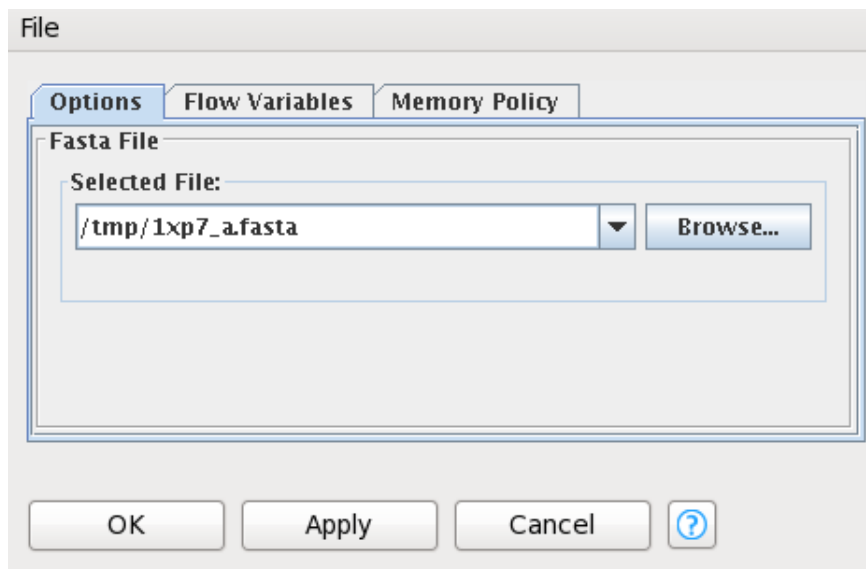 File
Options Flow Variables Memory Policy
Fasta File
Selected File:
/tmp/1xp7_a.fasta Browse...
OK Apply Cancel ?